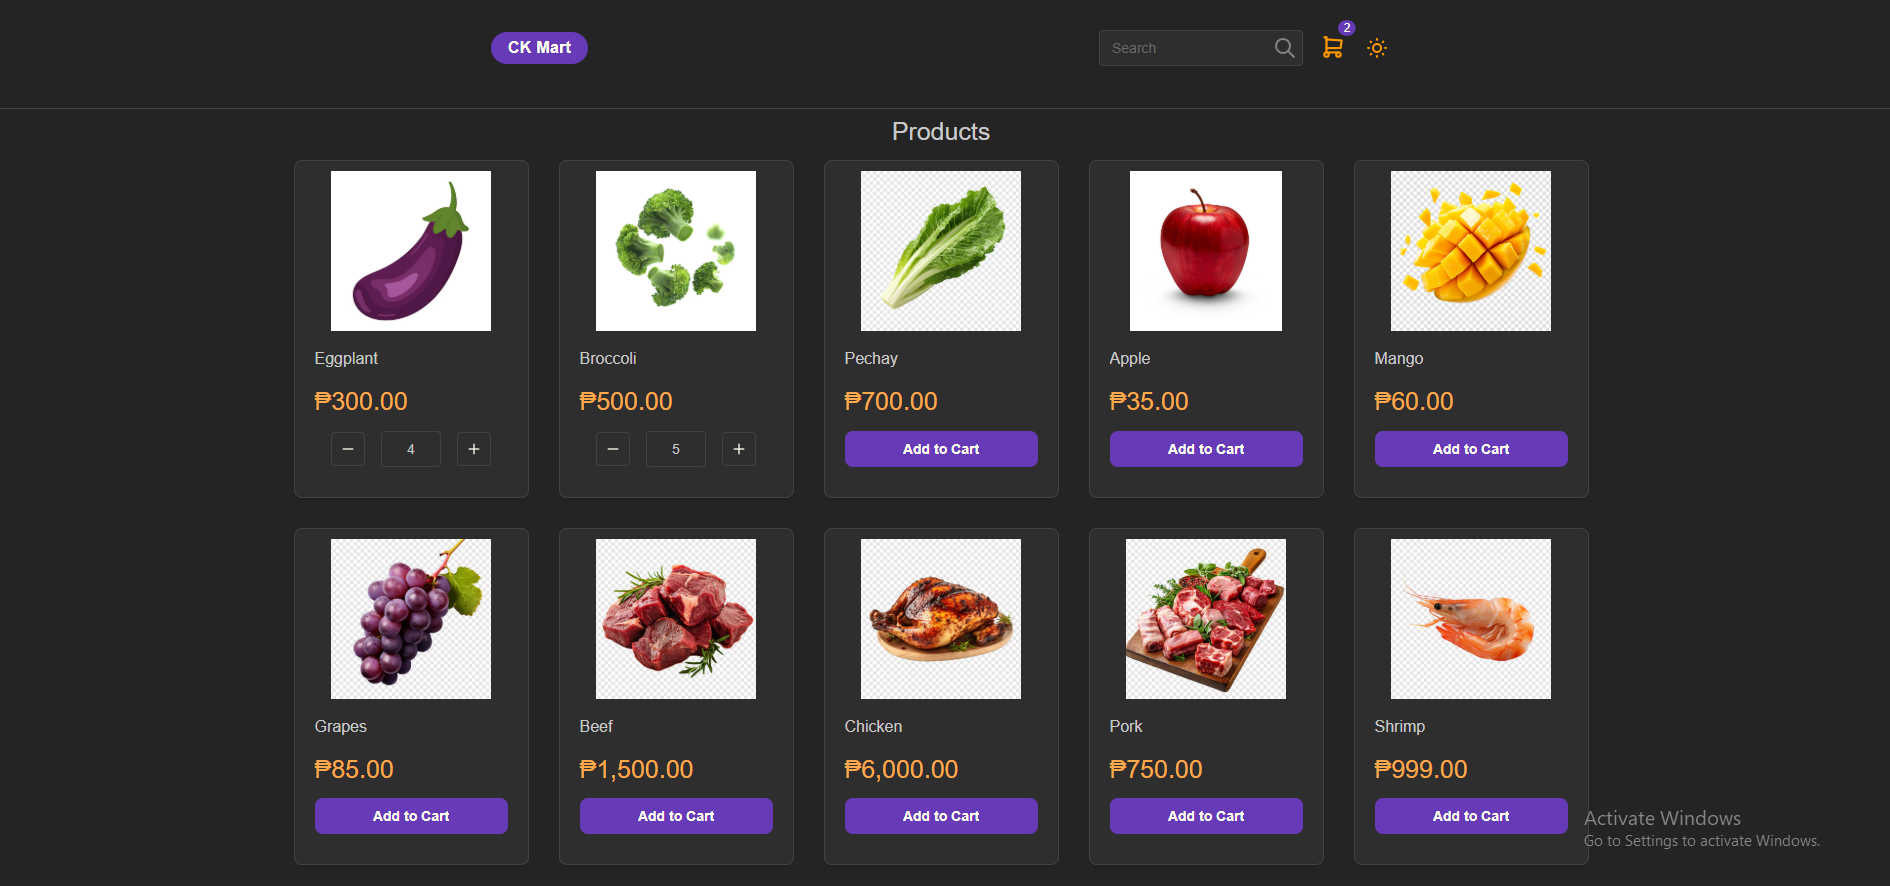 CK Mart
Search
2
Products
Eggplant
Broccoli
Pechay
Apple
Mango
₱300.00
₱500.00
₱700.00
₱35.00
₱60.00
− 4 +
− 5 +
Add to Cart
Add to Cart
Add to Cart
Grapes
Beef
Chicken
Pork
Shrimp
₱85.00
₱1,500.00
₱6,000.00
₱750.00
₱999.00
Add to Cart
Add to Cart
Add to Cart
Add to Cart
Add to Cart
Activate Windows
Go to Settings to activate Windows.